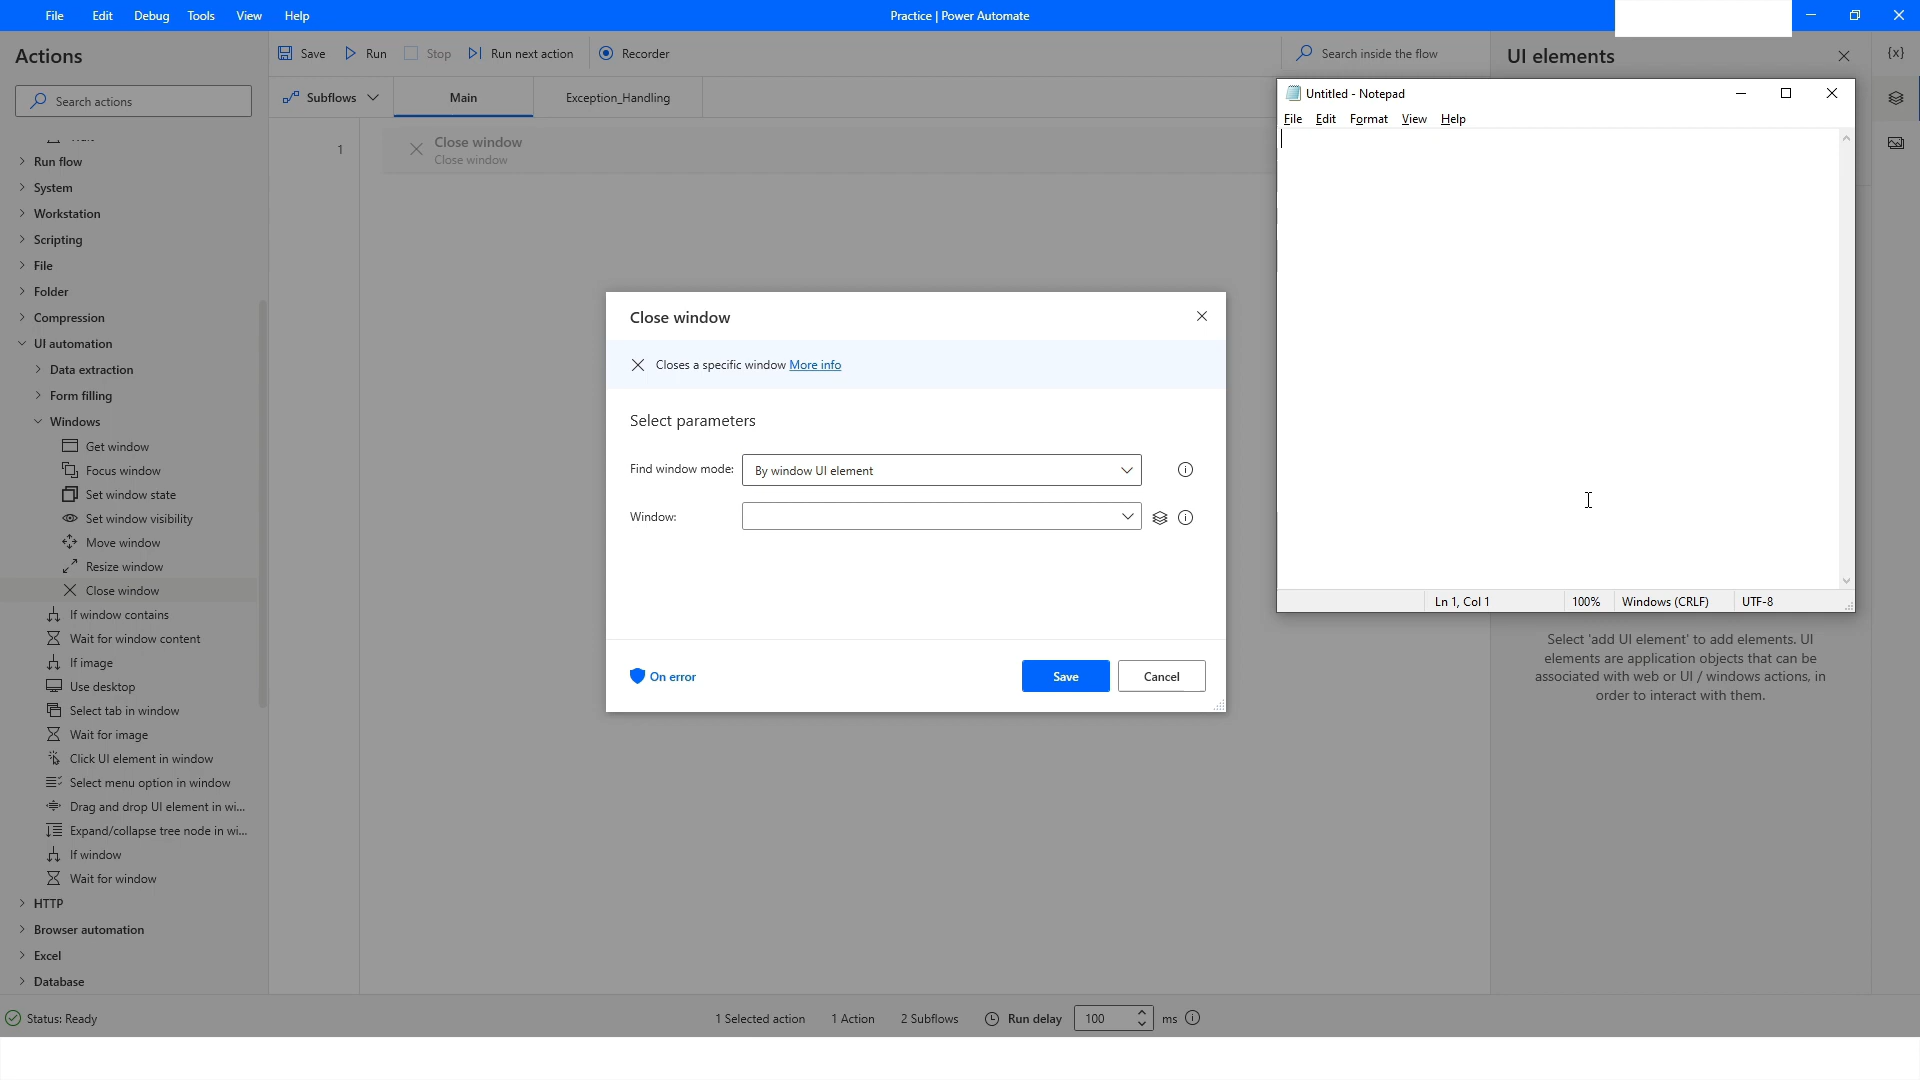 File Edit Debug Tools View Help
Practice | Power Automate
Actions
Search actions
Run flow
System
Workstation
Scripting
File
Folder
Compression
UI automation
Data extraction
Form filling
Windows
Get window
Focus window
Set window state
Set window visibility
Move window
Resize window
Close window
If window contains
Wait for window content
If image
Use desktop
Select tab in window
Wait for image
Click UI element in window
Select menu option in window
Drag and drop UI element in wi...
Expand/collapse tree node in wi...
If window
Wait for window
HTTP
Browser automation
Excel
Database
Save Run Stop Run next action Recorder
Search inside the flow
Subflows Main Exception_Handling
1
Close window
Close window
Close window
Closes a specific window More info
Select parameters
Find window mode: By window UI element
Window:
On error Save Cancel
UI elements
{x}
Untitled - Notepad
File Edit Format View Help
Ln 1, Col 1 100% Windows (CRLF) UTF-8
Select 'add UI element' to add elements. UI
elements are application objects that can be
associated with web or UI / windows actions, in
order to interact with them.
Status: Ready 1 Selected action 1 Action 2 Subflows Run delay 100 ms